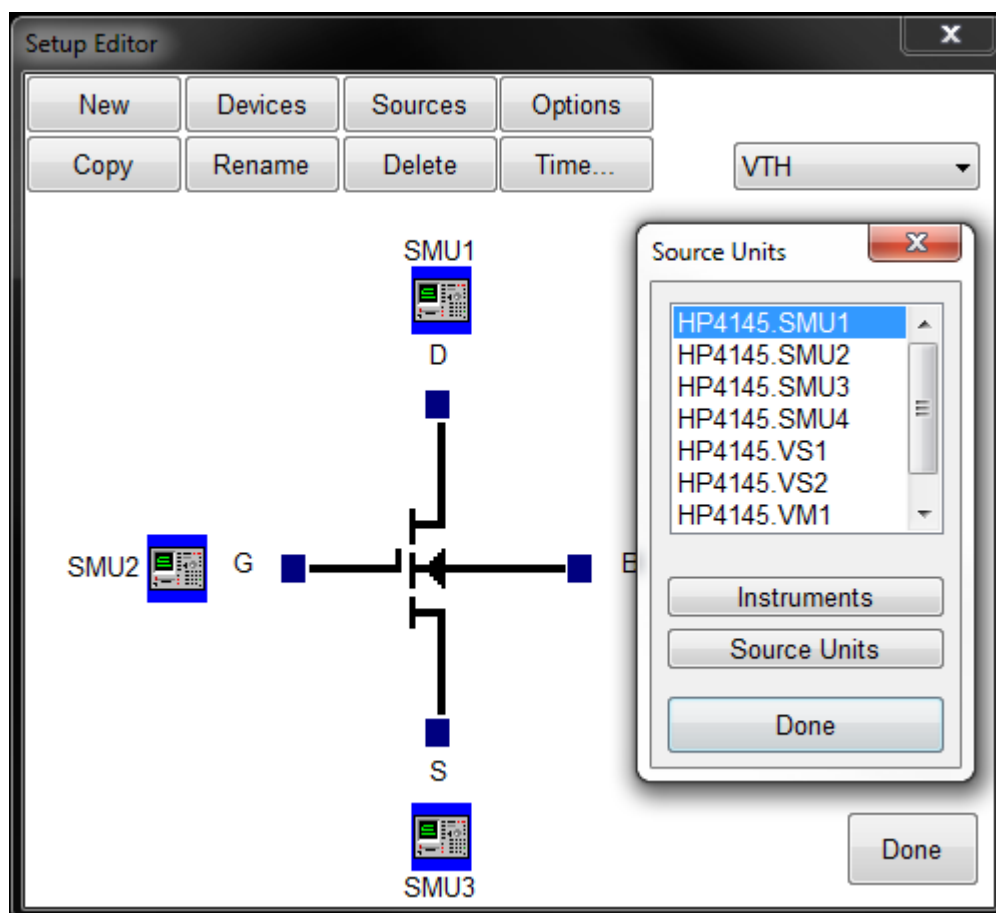 Setup Editor
New Devices Sources Options
Copy Rename Delete Time...
VTH
SMU1
D
SMU2 G
S
SMU3
Source Units
HP4145.SMU1
HP4145.SMU2
HP4145.SMU3
HP4145.SMU4
HP4145.VS1
HP4145.VS2
HP4145.VM1
Instruments
Source Units
Done
Done